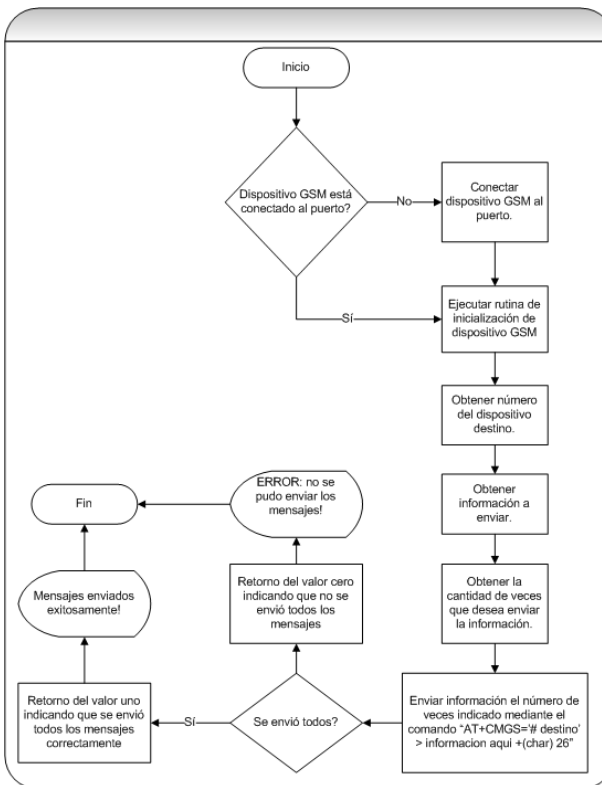 Inicio
Dispositivo GSM está
conectado al puerto?
No
Conectar
dispositivo GSM al
puerto.
Sí
Ejecutar rutina de
inicialización de
dispositivo GSM
Obtener número
del dispositivo
destino.
Obtener
información a
enviar.
Obtener la
cantidad de veces
que desea enviar
la información.
Enviar información el número de
veces indicado mediante el
comando “AT+CMGS=’# destino’
> informacion aqui +(char) 26”
Se envió todos?
Retorno del valor cero
indicando que no se
envió todos los
mensajes
ERROR: no se
pudo enviar los
mensajes!
Sí
Retorno del valor uno
indicando que se envió
todos los mensajes
correctamente
Mensajes enviados
exitosamente!
Fin